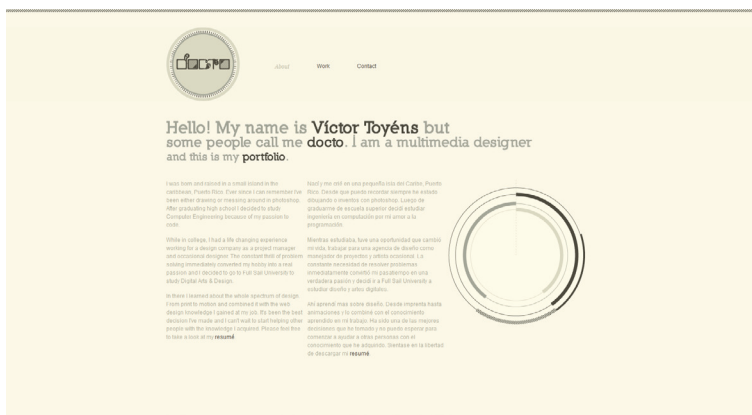 docto
About Work Contact
Hello! My name is Víctor Toyéns but
some people call me docto. I am a multimedia designer
and this is my portfolio.
I was born and raised in a small island in the
caribbean, Puerto Rico. Ever since I can remember I've
been either drawing or messing around in photoshop.
After graduating high school I decided to study
Computer Engineering because of my passion to
code.
While in college, I had a life changing experience
working for a design company as a project manager
and occasional designer. The constant thrill of problem
solving immediately converted my hobby into a real
passion and I decided to go to Full Sail University to
study Digital Arts & Design.
In there I learned about the whole spectrum of design.
From print to motion and combined it with the web
design knowledge I gained at my job. It's been the best
decision I've made and I can't wait to start helping other
people with the knowledge I acquired. Please feel free
to take a look at my resumé
Nací y me crié en una pequeña isla del Caribe, Puerto
Rico. Desde que puedo recordar siempre he estado
dibujando o inventos con photoshop. Luego de
graduarme de escuela superior decidí estudiar
ingeniería en computación por mi amor a la
programación.
Mientras estudiaba, tuve una oportunidad que cambió
mi vida, trabajar para una agencia de diseño como
manejador de proyectos y artista ocasional. La
constante necesidad de resolver problemas
inmediatamente convirtió mi pasatiempo en una
verdadera pasión y decidí ir a Full Sail University a
estudiar diseño y artes digitales.
Ahí aprendí mas sobre diseño. Desde imprenta hasta
animaciones y lo combiné con el conocimiento
aprendido en mi trabajo. Ha sido una de las mejores
decisiones que he tomado y no puedo esperar para
comenzar a ayudar a otras personas con el
conocimiento que he adquirido. Sientase en la libertad
de descargar mi resumé